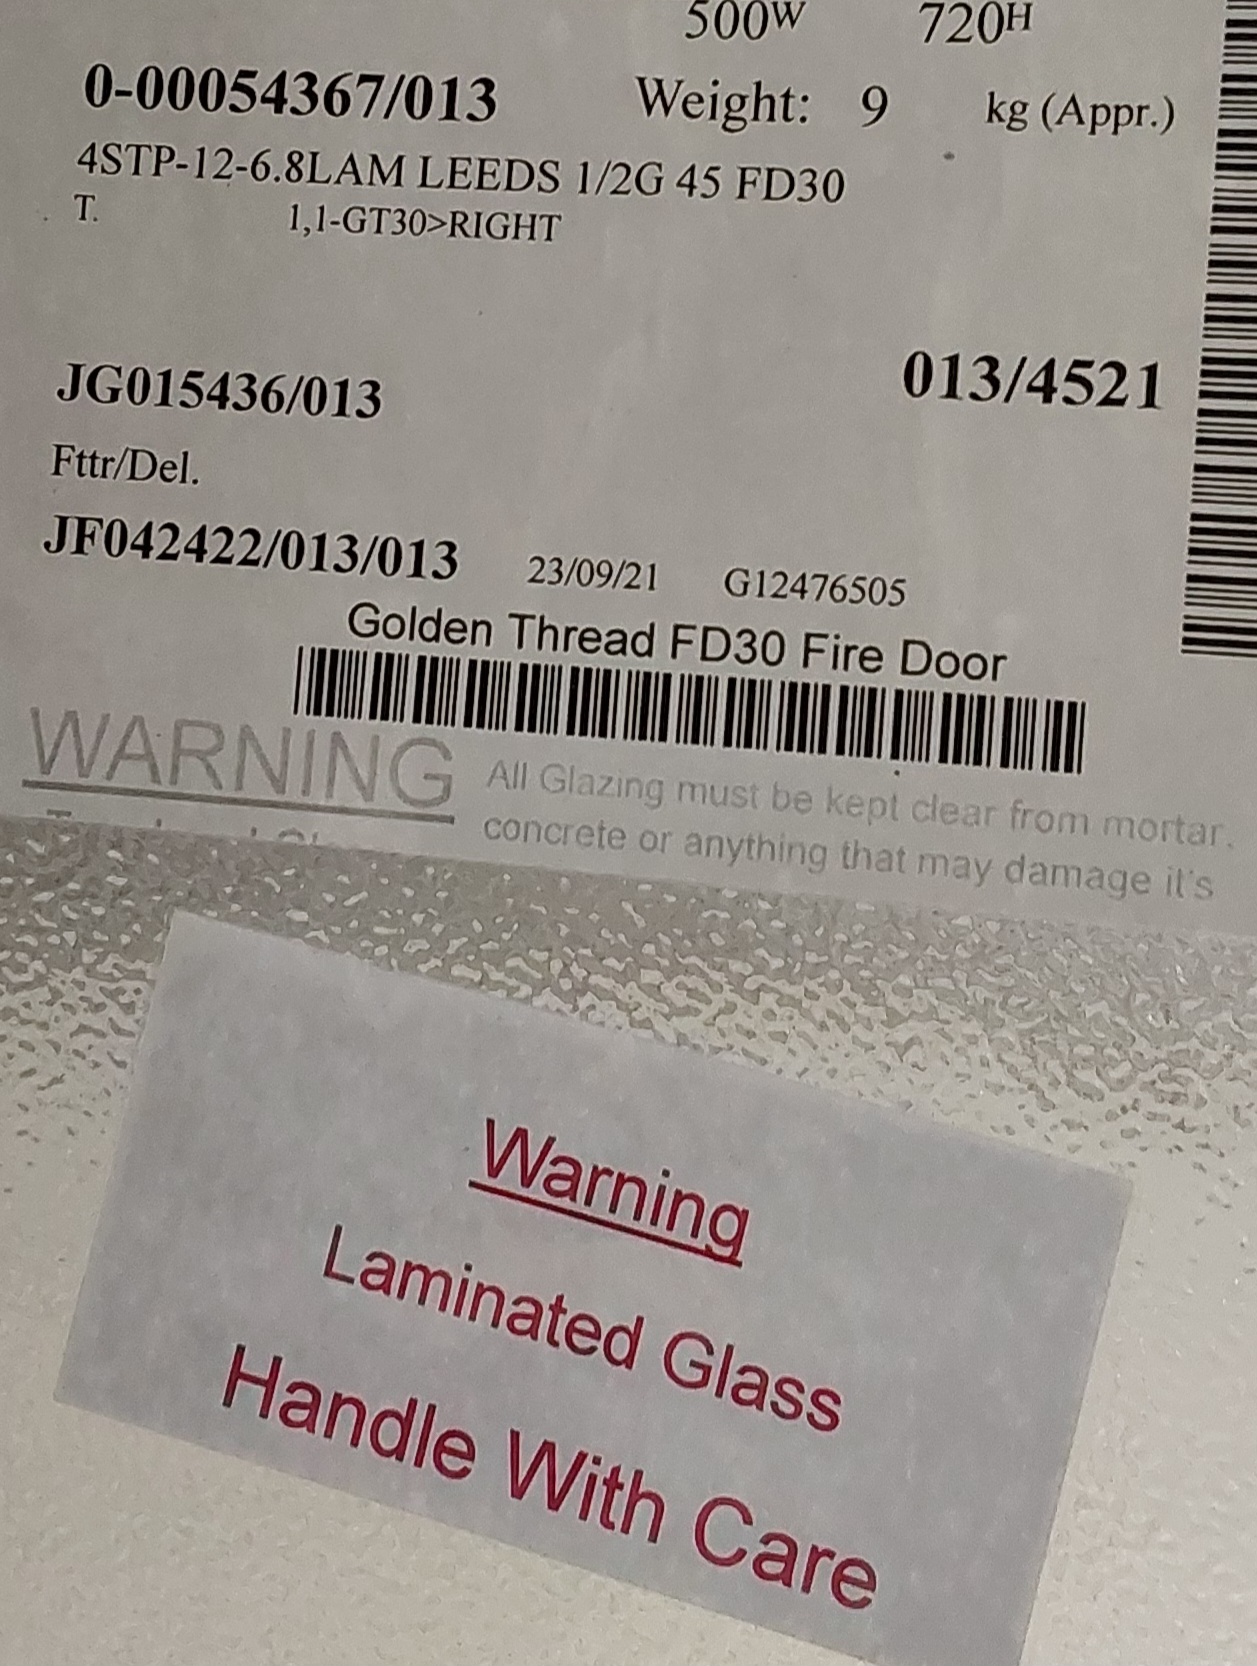 500W 720H
0-00054367/013 Weight: 9 kg (Appr.)
4STP-12-6.8LAM LEEDS 1/2G 45 FD30
T. 1,1-GT30>RIGHT
JG015436/013 013/4521
Fttr/Del.
JF042422/013/013 23/09/21 G12476505
Golden Thread FD30 Fire Door
WARNING All Glazing must be kept clear from mortar.
concrete or anything that may damage it's
Warning
Laminated Glass
Handle With Care